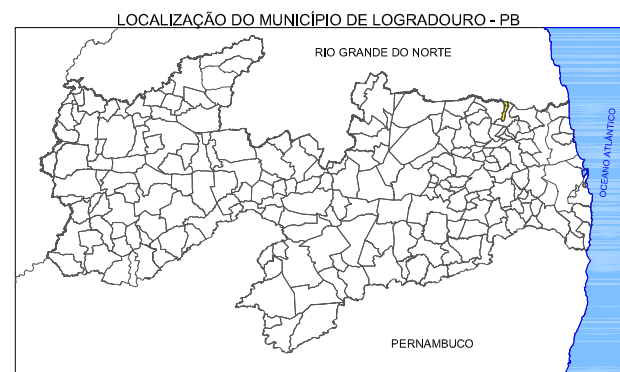 LOCALIZAÇÃO DO MUNICÍPIO DE LOGRADOURO - PB
RIO GRANDE DO NORTE
OCEANO ATLÂNTICO
PERNAMBUCO